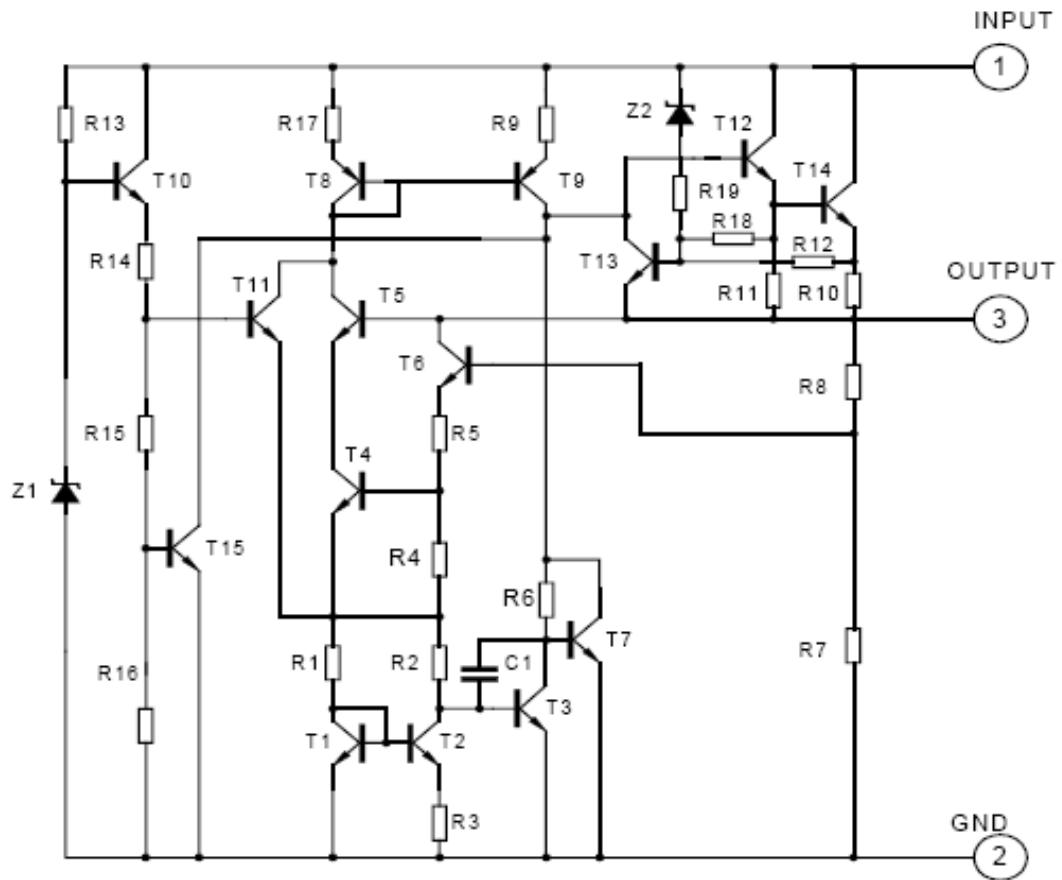 INPUT
1
R13
R17
R9
Z2
T12
T10
T8
T9
T14
R19
R18
R14
T13
R12
T11
T5
R11
R10
OUTPUT
3
T6
R8
R15
R5
T4
Z1
T15
R4
R6
T7
R1
R2
C1
R7
R16
T3
T1
T2
R3
GND
2